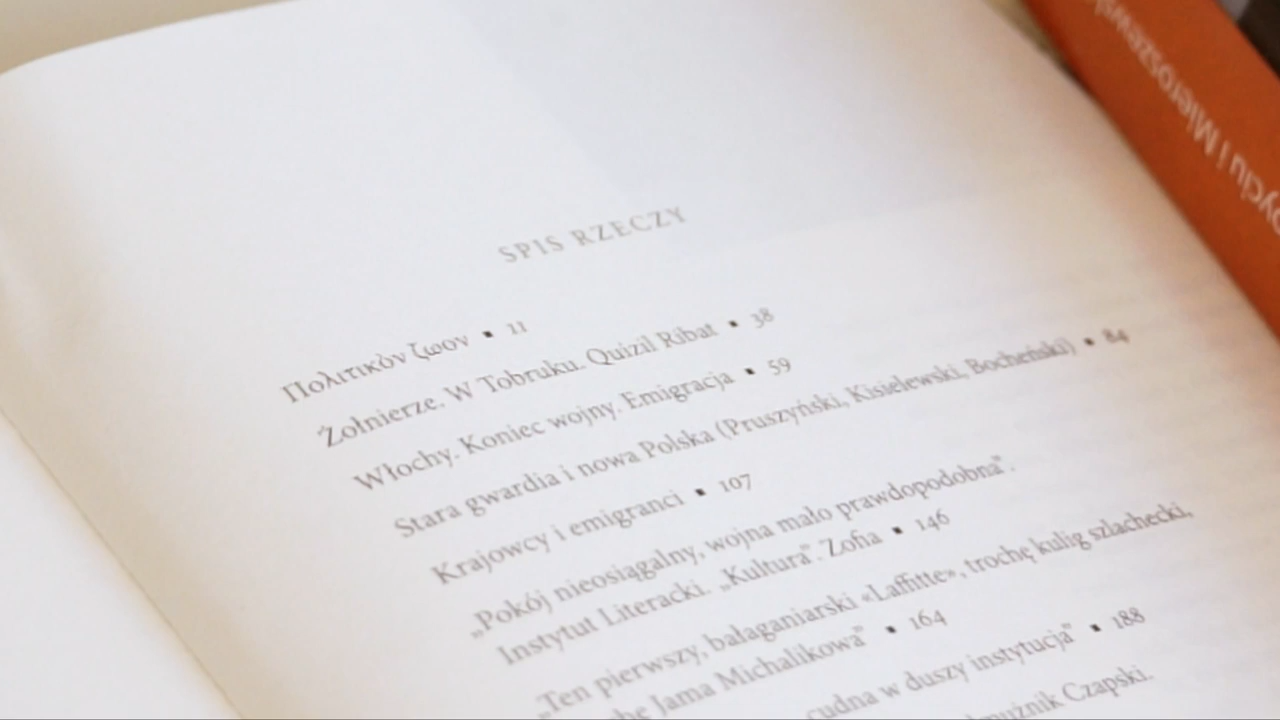 SPIS RZECZY
Πολιτικὸν ζωον ▪ 11
Żołnierze. W Tobruku. Quizil Ribat ▪ 38
Włochy. Koniec wojny. Emigracja ▪ 59
Stara gwardia i nowa Polska (Pruszyński, Kisielewski, Bocheński) ▪ 84
Krajowcy i emigranci ▪ 107
„Pokój nieosiągalny, wojna mało prawdopodobna”.
Instytut Literacki. „Kultura”. Zofia ▪ 146
„Ten pierwszy, bałaganiarski «Laffitte», trochę kulig szlachecki,
Jama Michalikowa” ▪ 164
cudna w duszy instytucja” ▪ 188
Czapski.
i Mieroszewski